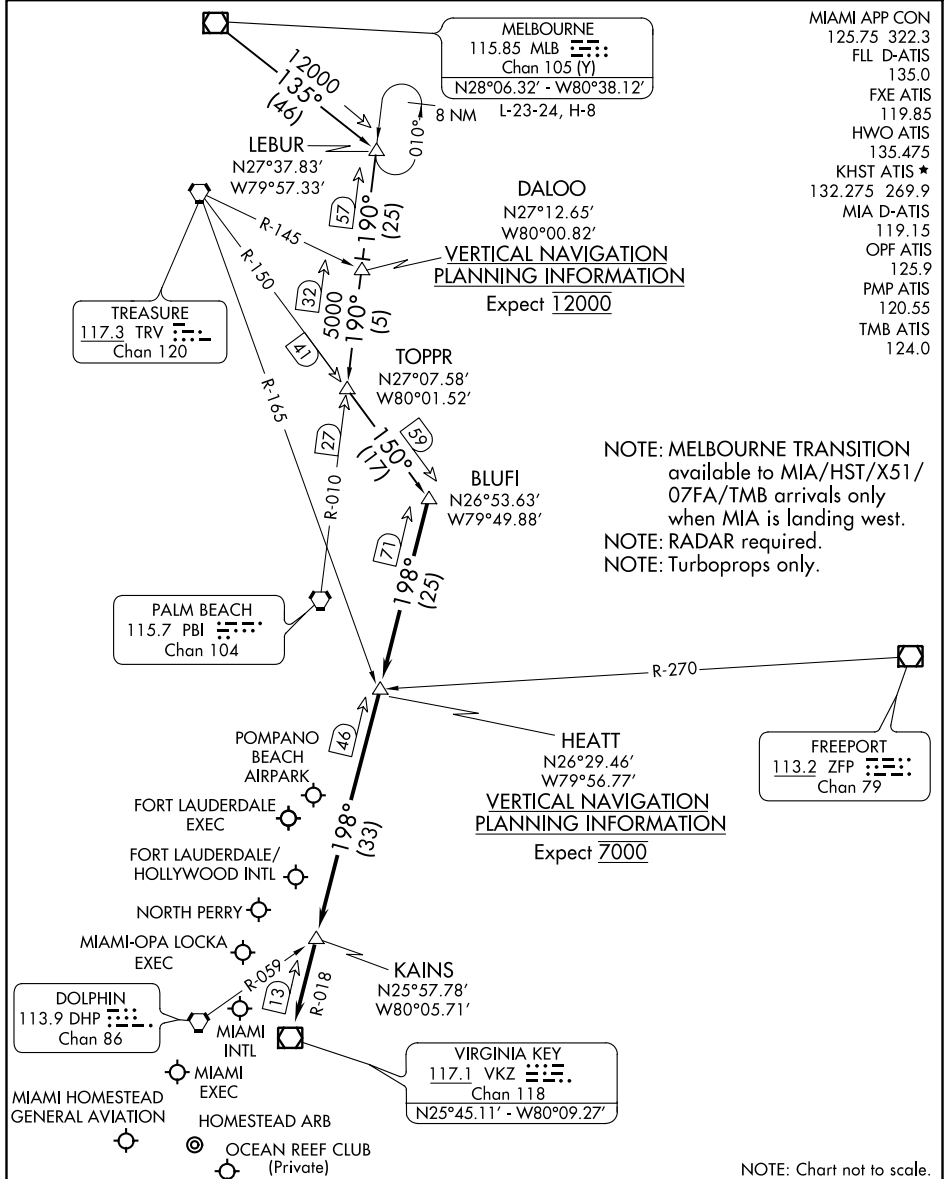 MELBOURNE
115.85 MLB
Chan 105 (Y)
N28°06.32' - W80°38.12'
L-23-24, H-8
MIAMI APP CON
125.75 322.3
FLL D-ATIS
135.0
FXE ATIS
119.85
HWO ATIS
135.475
KHST ATIS ★
132.275 269.9
MIA D-ATIS
119.15
OPF ATIS
125.9
PMP ATIS
120.55
TMB ATIS
124.0
12000
135°
(46)
8 NM
010°
LEBUR
N27°37.83'
W79°57.33'
57
190°
(25)
DALOO
N27°12.65'
W80°00.82'
VERTICAL NAVIGATION
PLANNING INFORMATION
Expect 12000
R-145
R-150
R-165
32
5000
190°
(5)
41
TREASURE
117.3 TRV
Chan 120
TOPPR
N27°07.58'
W80°01.52'
27
R-010
150°
(17)
59
BLUFI
N26°53.63'
W79°49.88'
NOTE: MELBOURNE TRANSITION
available to MIA/HST/X51/
07FA/TMB arrivals only
when MIA is landing west.
NOTE: RADAR required.
NOTE: Turboprops only.
71
198°
(25)
PALM BEACH
115.7 PBI
Chan 104
R-270
FREEPORT
113.2 ZFP
Chan 79
46
HEATT
N26°29.46'
W79°56.77'
VERTICAL NAVIGATION
PLANNING INFORMATION
Expect 7000
198°
(33)
POMPANO
BEACH
AIRPARK
FORT LAUDERDALE
EXEC
FORT LAUDERDALE/
HOLLYWOOD INTL
NORTH PERRY
MIAMI-OPA LOCKA
EXEC
R-059
13
R-018
KAINS
N25°57.78'
W80°05.71'
DOLPHIN
113.9 DHP
Chan 86
MIAMI
INTL
VIRGINIA KEY
117.1 VKZ
Chan 118
N25°45.11' - W80°09.27'
MIAMI
EXEC
MIAMI HOMESTEAD
GENERAL AVIATION
HOMESTEAD ARB
OCEAN REEF CLUB
(Private)
NOTE: Chart not to scale.